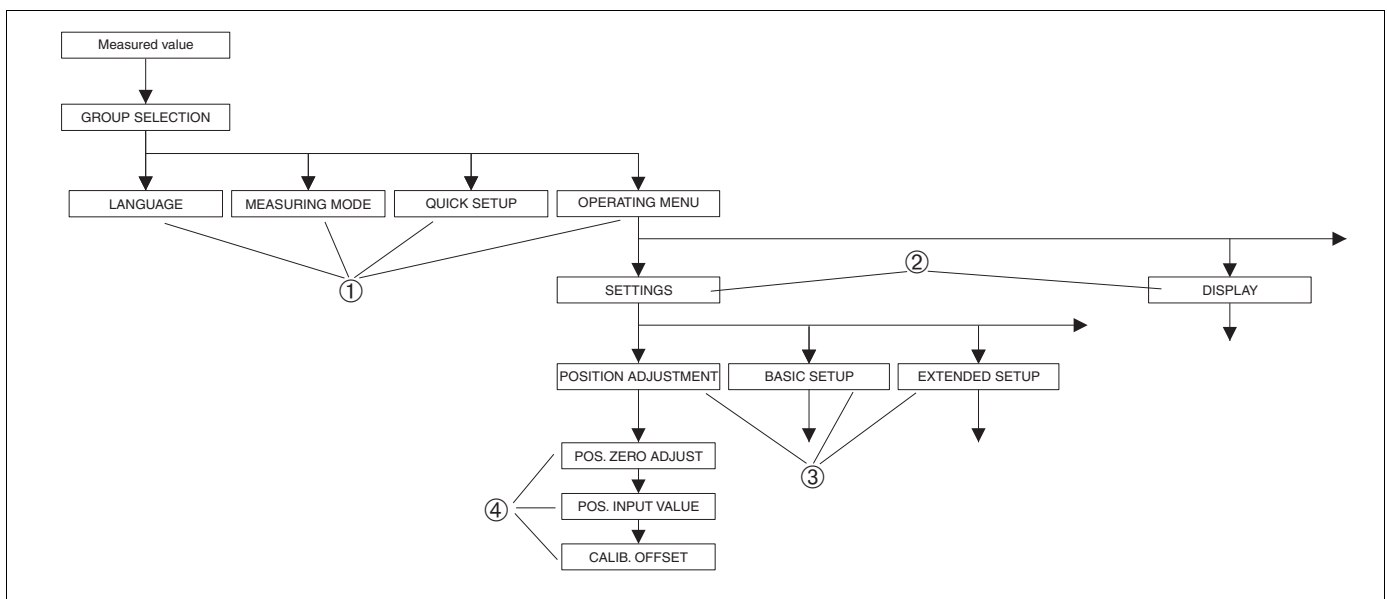 Measured value
GROUP SELECTION
LANGUAGE MEASURING MODE QUICK SETUP OPERATING MENU
①
②
SETTINGS DISPLAY
POSITION ADJUSTMENT BASIC SETUP EXTENDED SETUP
POS. ZERO ADJUST
③
④
POS. INPUT VALUE
CALIB. OFFSET